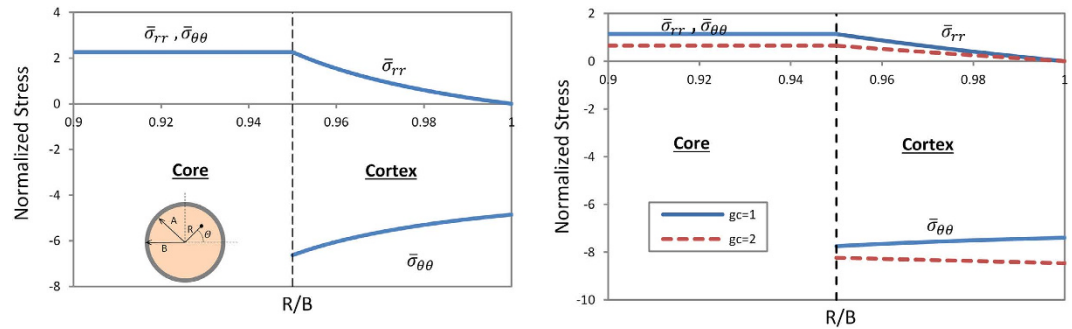 4
2
0
-2
-4
-6
-8
Normalized Stress
σ̄rr , σ̄θθ
σ̄rr
0.9 0.92 0.94 0.96 0.98 1
Core Cortex
A
R
θ
B
σ̄θθ
R/B
2
0
-2
-4
-6
-8
-10
Normalized Stress
σ̄rr , σ̄θθ
σ̄rr
0.9 0.92 0.94 0.96 0.98 1
Core Cortex
gc=1
gc=2
σ̄θθ
R/B